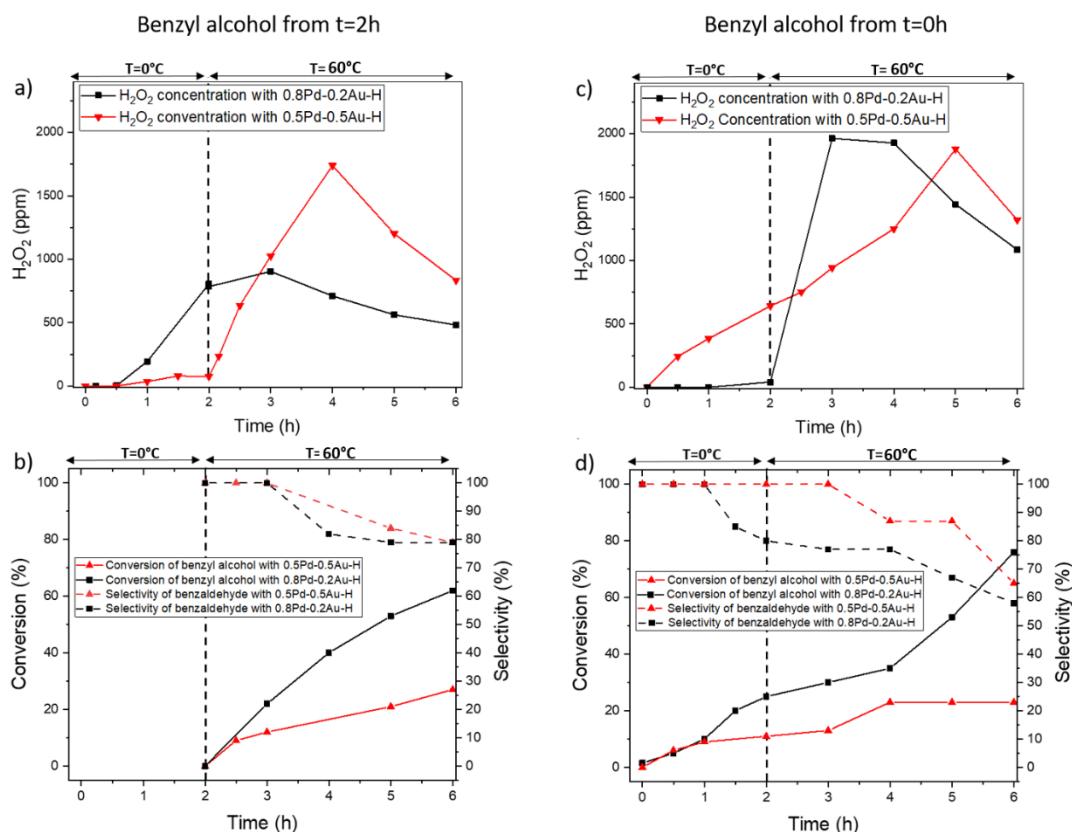 Benzyl alcohol from t=2h
Benzyl alcohol from t=0h
a)
T=0°C
T= 60°C
H₂O₂ concentration with 0.8Pd-0.2Au-H
H₂O₂ conventration with 0.5Pd-0.5Au-H
2000
1750
1500
1250
1000
750
500
250
0
H₂O₂ (ppm)
0 1 2 3 4 5 6
Time (h)
c)
T=0°C
T= 60°C
H₂O₂ concentration with 0.8Pd-0.2Au-H
H₂O₂ Concentration with 0.5Pd-0.5Au-H
2000
1750
1500
1250
1000
750
500
250
0
H₂O₂ (ppm)
0 1 2 3 4 5 6
Time (h)
b)
T=0°C
T= 60°C
100
80
60
40
20
0
Conversion (%)
Conversion of benzyl alcohol with 0.5Pd-0.5Au-H
Conversion of benzyl alcohol with 0.8Pd-0.2Au-H
Selectivity of benzaldehyde with 0.5Pd-0.5Au-H
Selectivity of benzaldehyde with 0.8Pd-0.2Au-H
100
90
80
70
60
50
40
30
20
10
0
Selectivity (%)
0 1 2 3 4 5 6
Time (h)
d)
T=0°C
T=60°C
100
80
60
40
20
0
Conversion (%)
Conversion of benzyl alcohol with 0.5Pd-0.5Au-H
Conversion of benzyl alcohol with 0.8Pd-0.2Au-H
Selectivity of benzaldehyde with 0.5Pd-0.5Au-H
Selectivity of benzaldehyde with 0.8Pd-0.2Au-H
100
90
80
70
60
50
40
30
20
10
0
Selectivity (%)
0 1 2 3 4 5 6
Time (h)